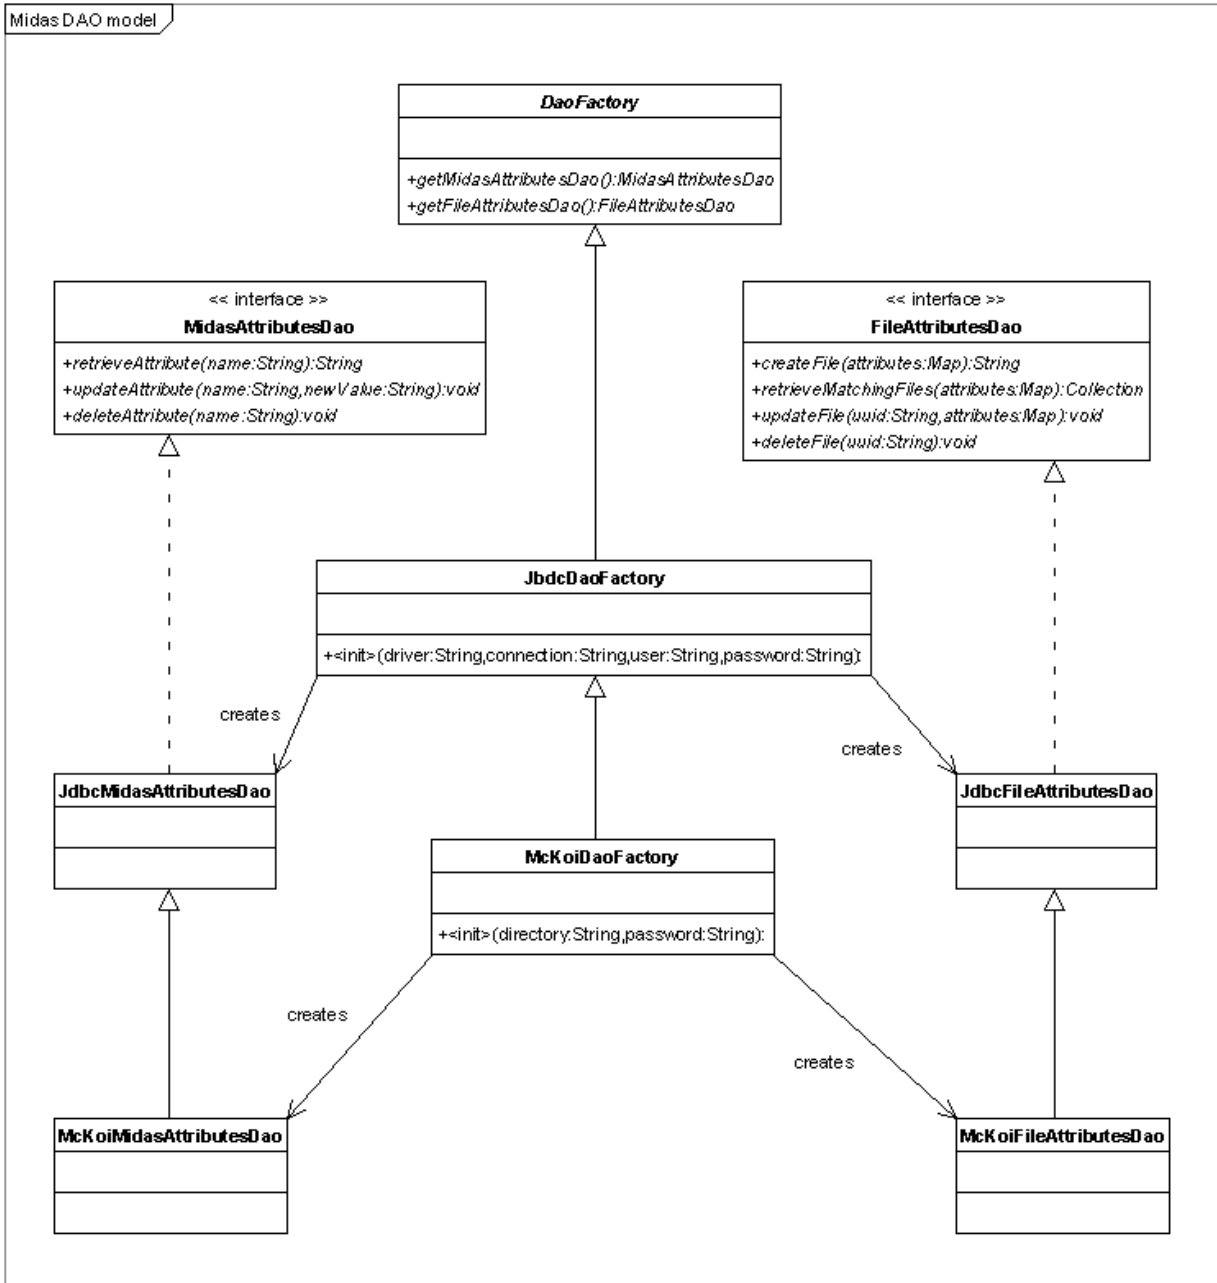 Midas DAO model
DaoFactory
+getMidasAttributesDao():MidasAttributesDao
+getFileAttributesDao():FileAttributesDao
<< interface >>
MidasAttributesDao
+retrieveAttribute(name:String):String
+updateAttribute(name:String,newValue:String):void
+deleteAttribute(name:String):void
<< interface >>
FileAttributesDao
+createFile(attributes:Map):String
+retrieveMatchingFiles(attributes:Map):Collection
+updateFile(uuid:String,attributes:Map):void
+deleteFile(uuid:String):void
JbdcDaoFactory
+<init>(driver:String,connection:String,user:String,password:String):
creates
creates
JdbcMidasAttributesDao
JdbcFileAttributesDao
McKoiDaoFactory
+<init>(directory:String,password:String):
creates
creates
McKoiMidasAttributesDao
McKoiFileAttributesDao